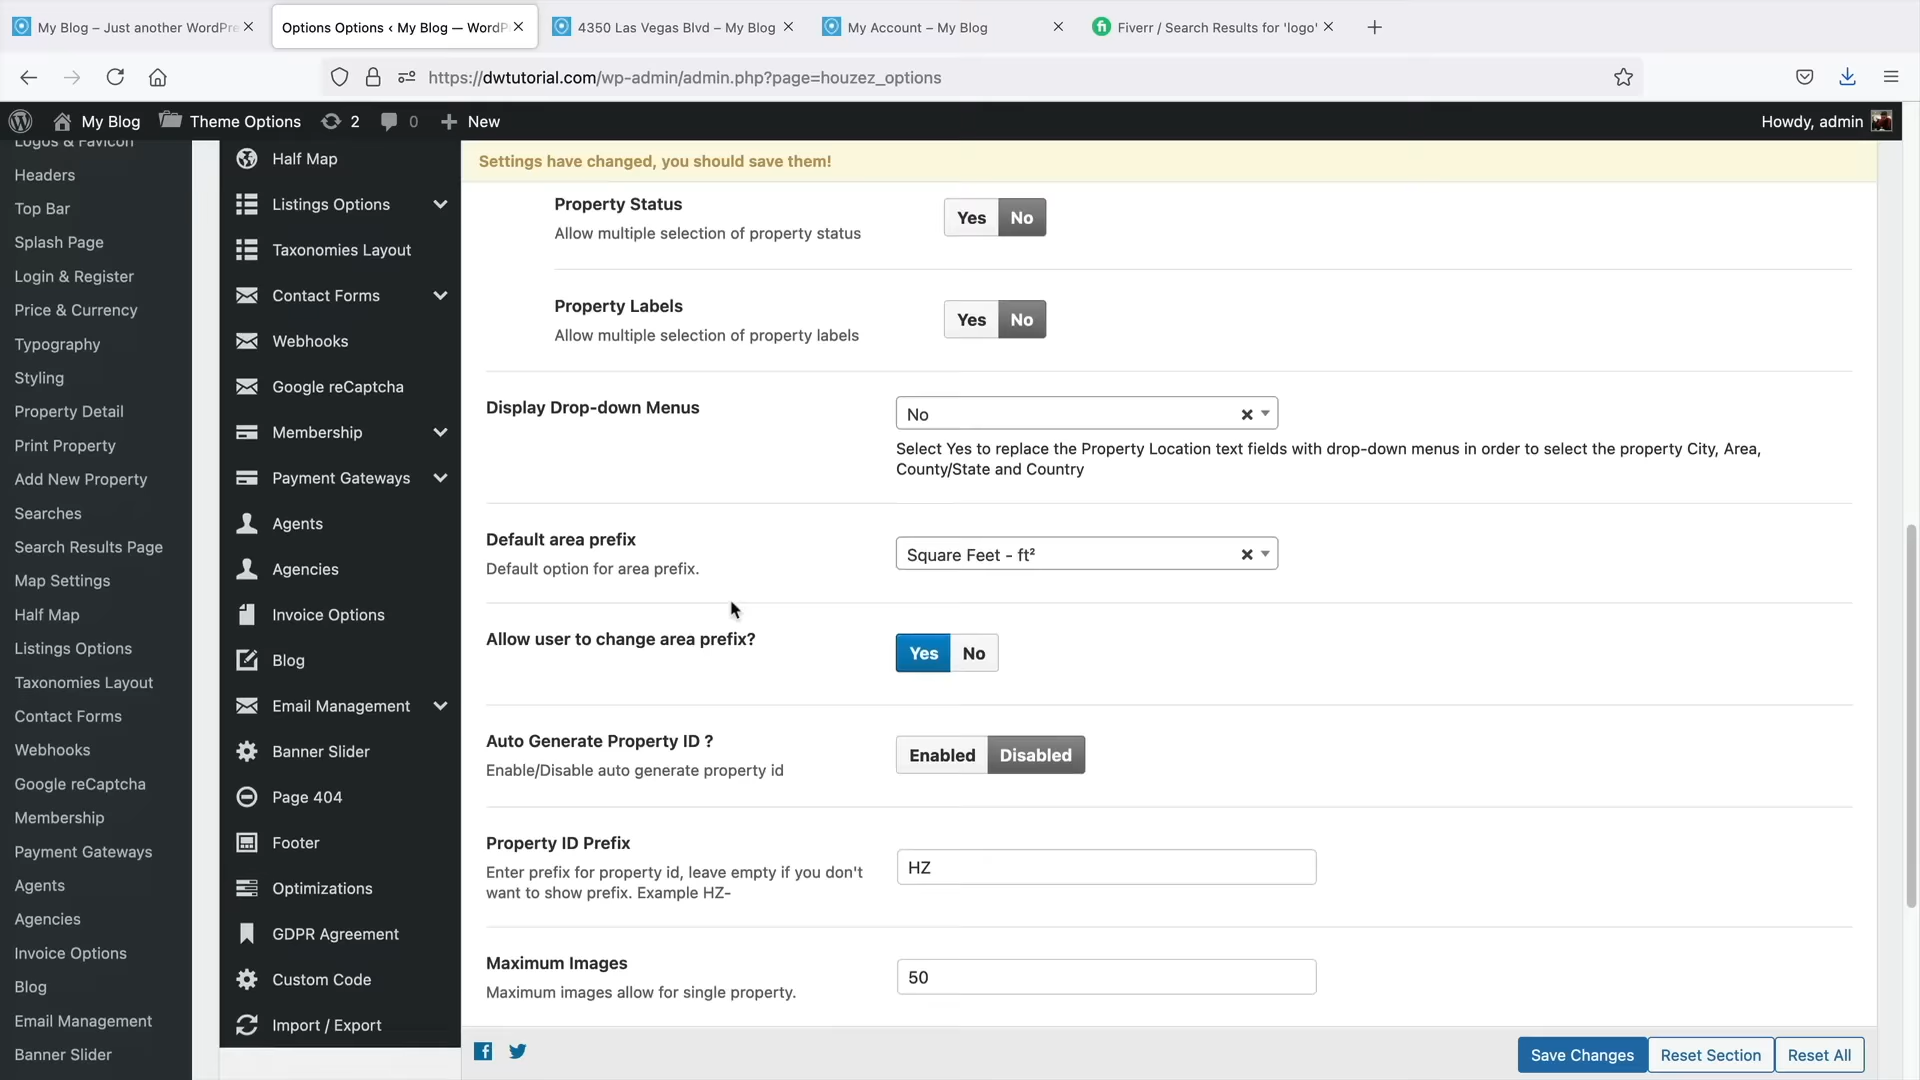 My Blog – Just another WordPre
Options Options ‹ My Blog — WordP
4350 Las Vegas Blvd – My Blog
My Account – My Blog
Fiverr / Search Results for 'logo'
https://dwtutorial.com/wp-admin/admin.php?page=houzez_options
My Blog
Theme Options
2
0
New
Howdy, admin
Logos & Favicon
Headers
Top Bar
Splash Page
Login & Register
Price & Currency
Typography
Styling
Property Detail
Print Property
Add New Property
Searches
Search Results Page
Map Settings
Half Map
Listings Options
Taxonomies Layout
Contact Forms
Webhooks
Google reCaptcha
Membership
Payment Gateways
Agents
Agencies
Invoice Options
Blog
Email Management
Banner Slider
Half Map
Listings Options
Taxonomies Layout
Contact Forms
Webhooks
Google reCaptcha
Membership
Payment Gateways
Agents
Agencies
Invoice Options
Blog
Email Management
Banner Slider
Page 404
Footer
Optimizations
GDPR Agreement
Custom Code
Import / Export
Settings have changed, you should save them!
Property Status
Allow multiple selection of property status
Yes No
Property Labels
Allow multiple selection of property labels
Yes No
Display Drop-down Menus
No
Select Yes to replace the Property Location text fields with drop-down menus in order to select the property City, Area,
County/State and Country
Default area prefix
Default option for area prefix.
Square Feet - ft²
Allow user to change area prefix?
Yes No
Auto Generate Property ID ?
Enable/Disable auto generate property id
Enabled Disabled
Property ID Prefix
Enter prefix for property id, leave empty if you don't
want to show prefix. Example HZ-
HZ
Maximum Images
Maximum images allow for single property.
50
Save Changes
Reset Section
Reset All